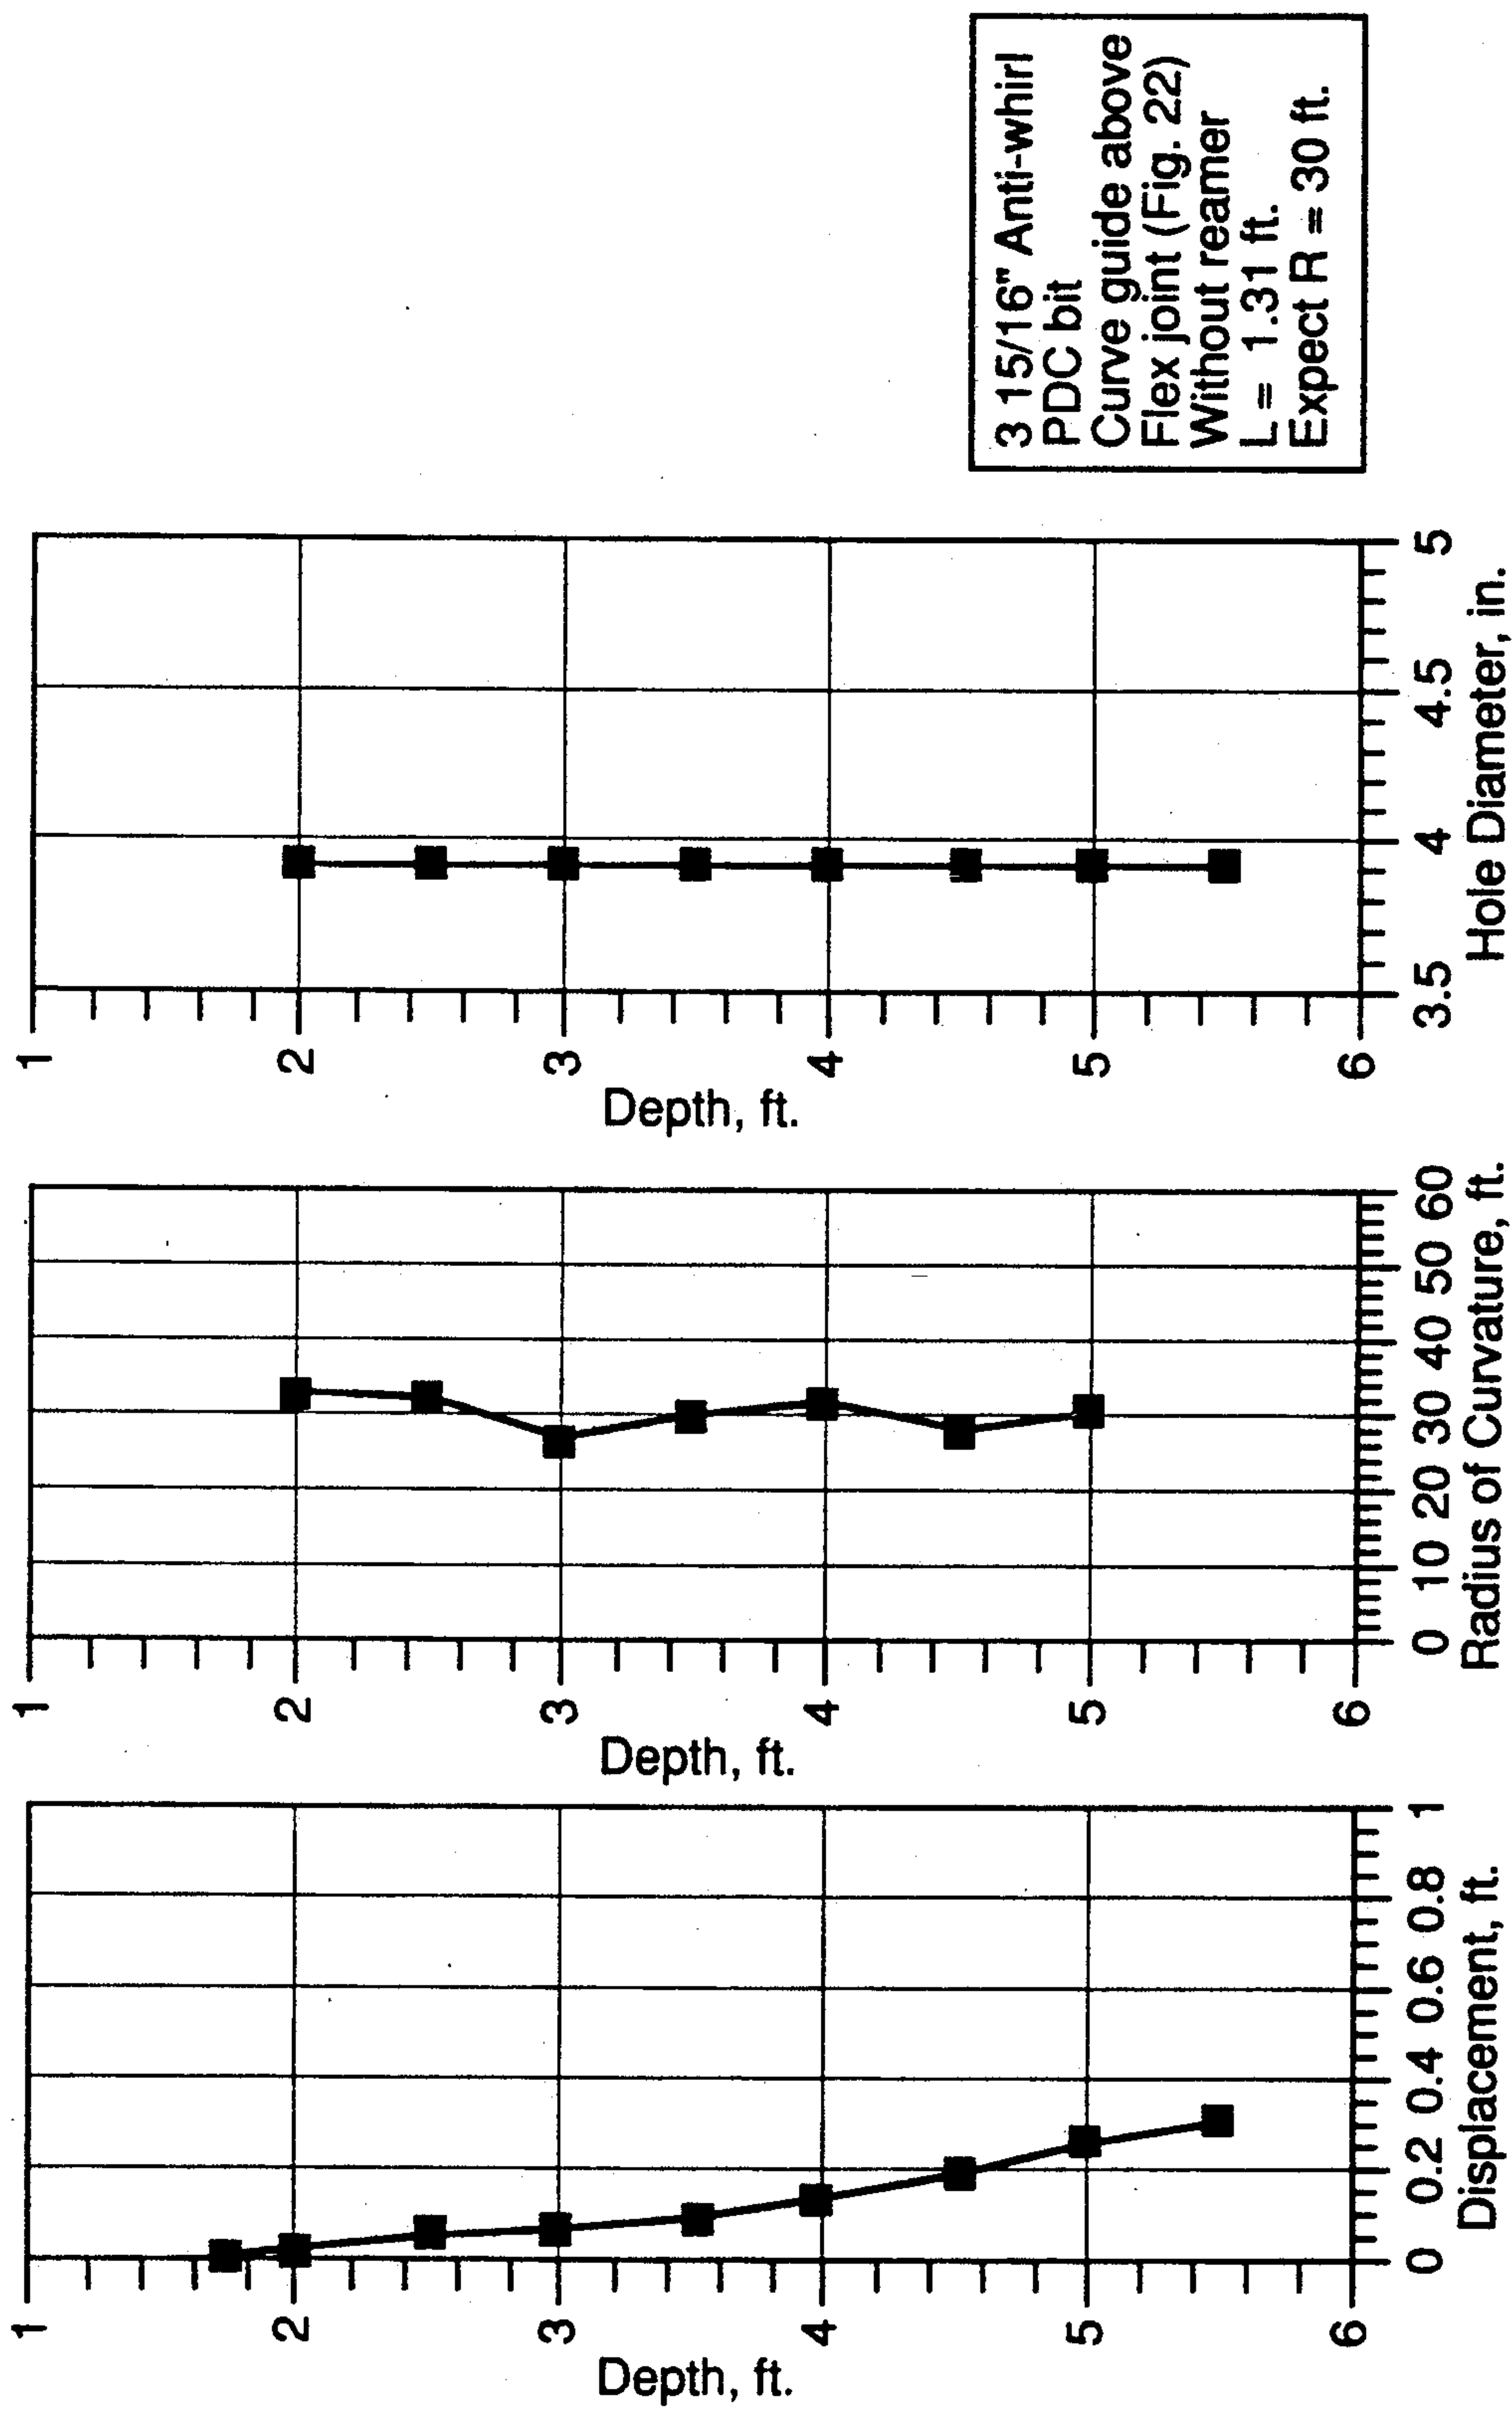 1
2
3
4
5
6
Depth, ft.
0 0.2 0.4 0.6 0.8 1
Displacement, ft.
1
2
3
4
5
6
Depth, ft.
0 10 20 30 40 50 60
Radius of Curvature, ft.
1
2
3
4
5
6
Depth, ft.
3.5 4 4.5 5
Hole Diameter, in.
3 15/16" Anti-whirl
PDC bit
Curve guide above
Flex joint (Fig. 22)
Without reamer
L = 1.31 ft.
Expect R = 30 ft.